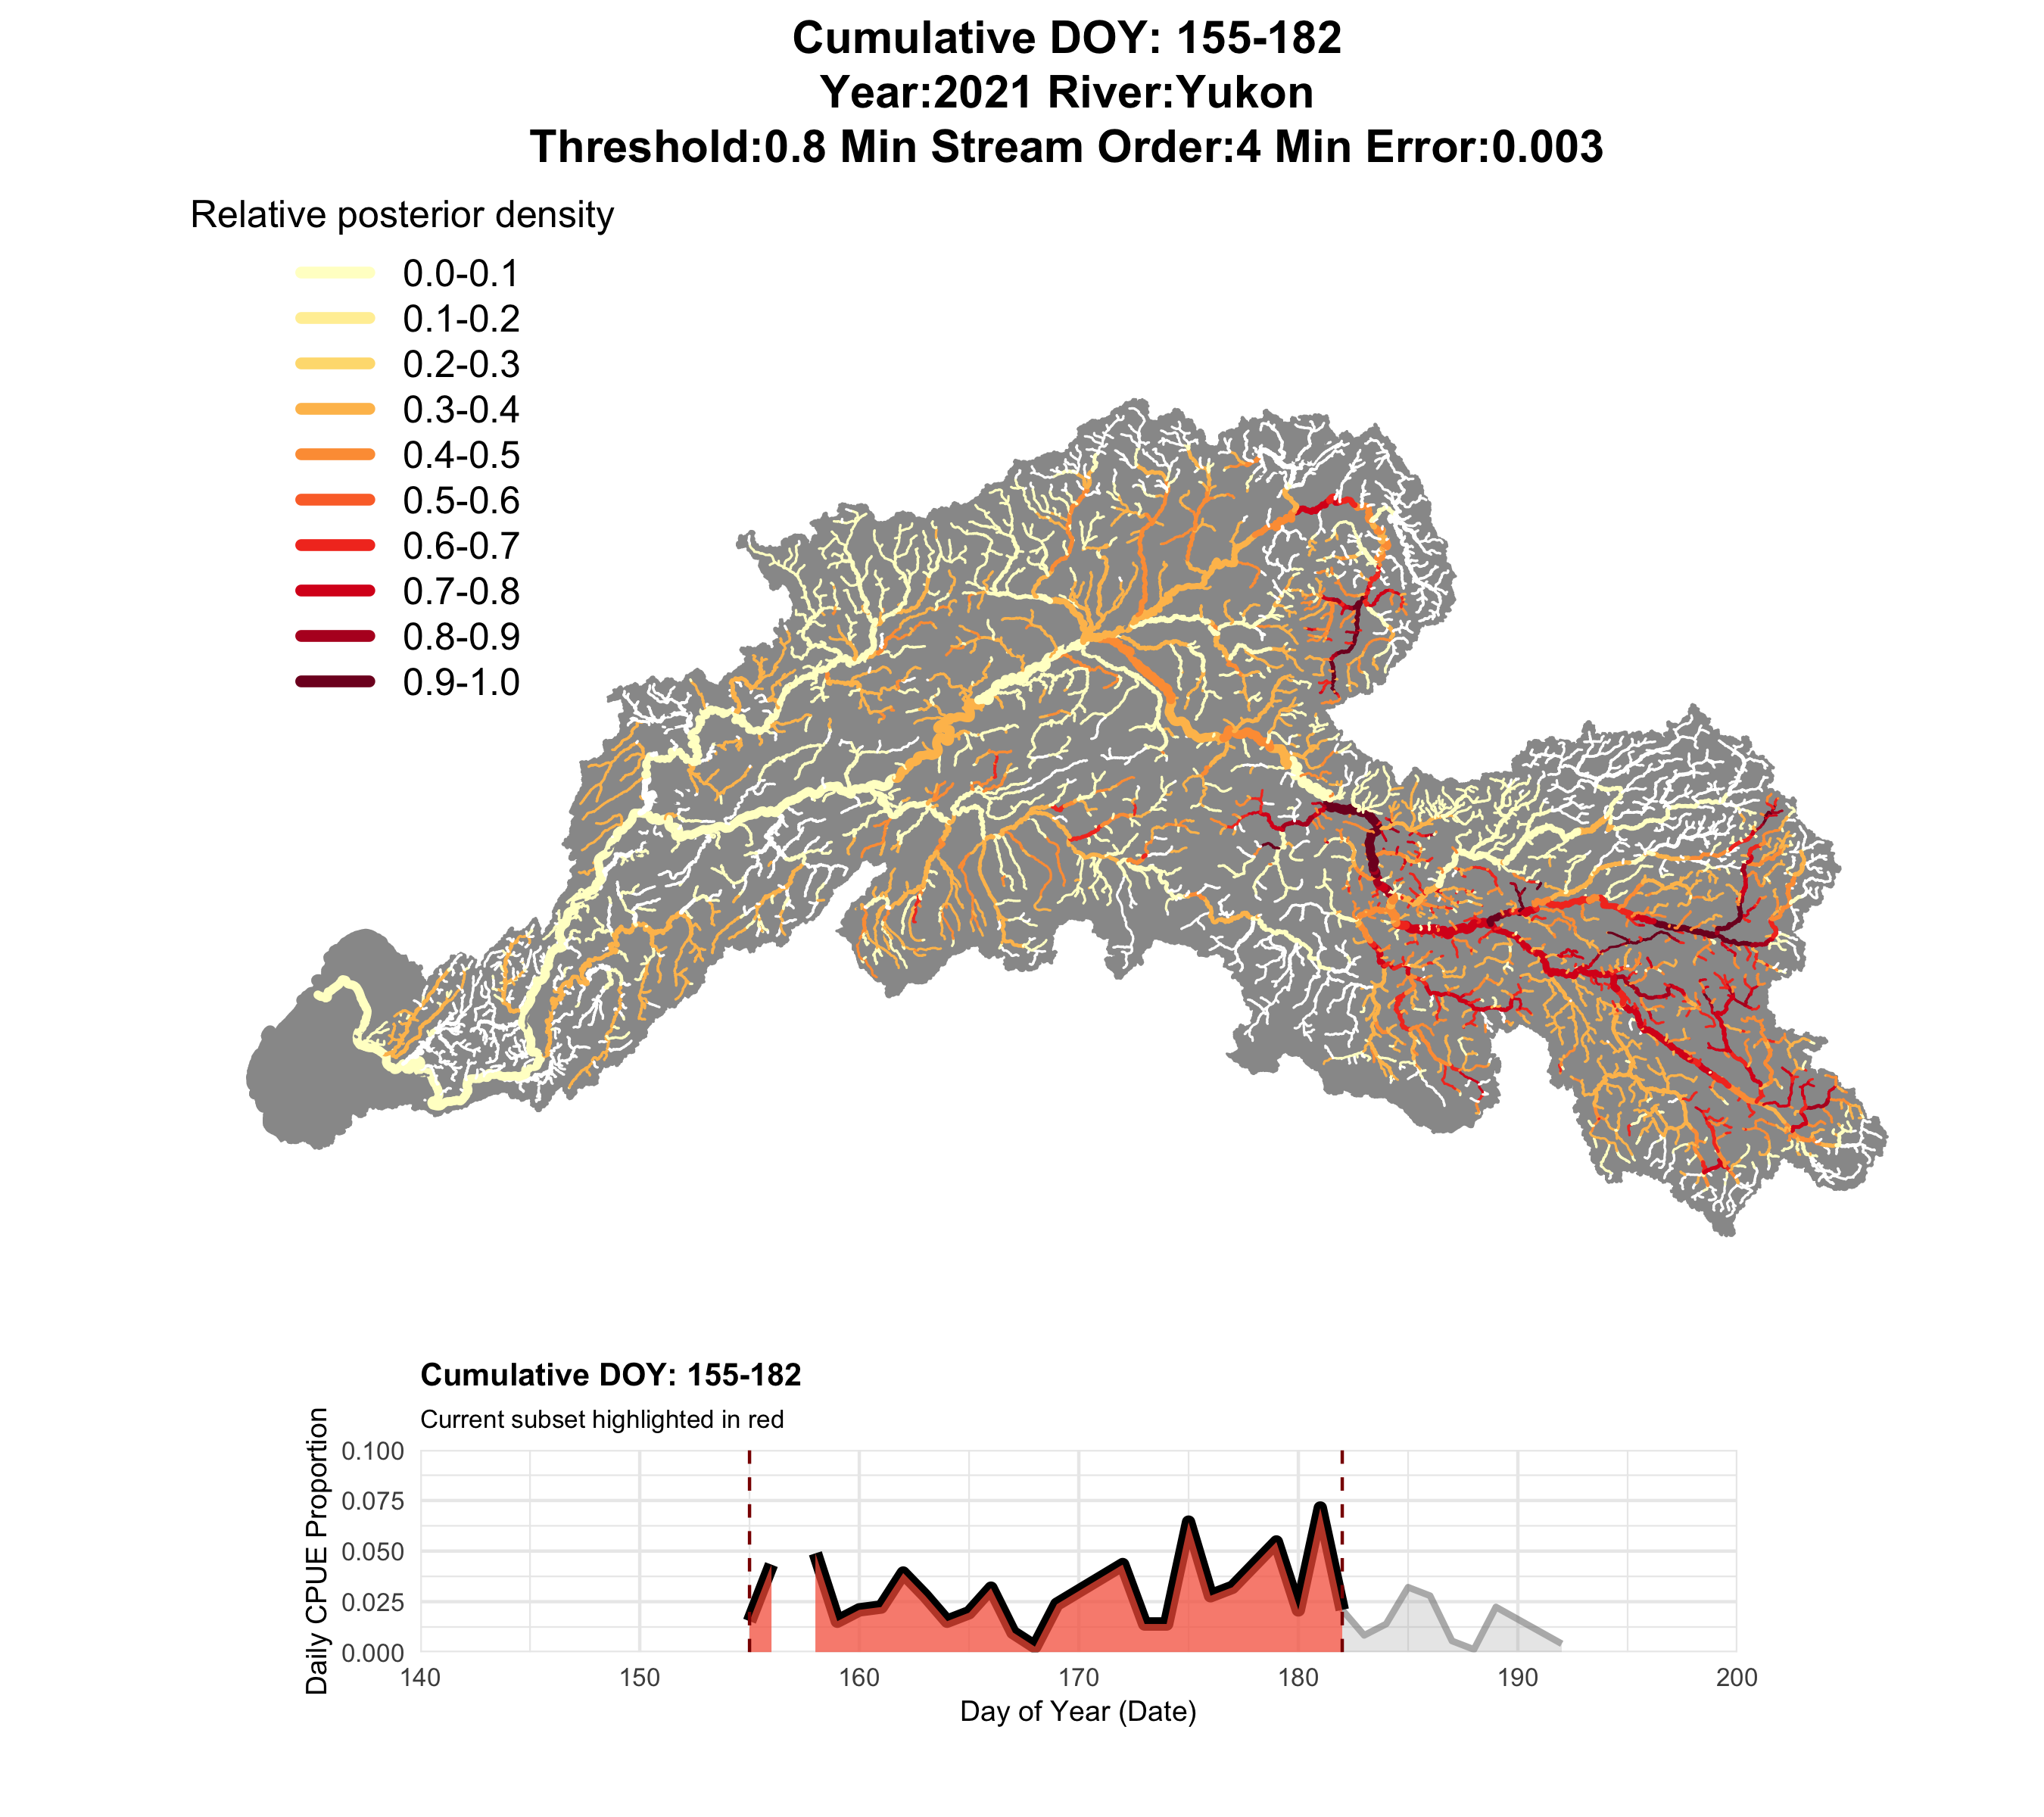 Cumulative DOY: 155-182
Year:2021 River:Yukon
Threshold:0.8 Min Stream Order:4 Min Error:0.003
Relative posterior density
0.0-0.1
0.1-0.2
0.2-0.3
0.3-0.4
0.4-0.5
0.5-0.6
0.6-0.7
0.7-0.8
0.8-0.9
0.9-1.0
Cumulative DOY: 155-182
Current subset highlighted in red
Daily CPUE Proportion
0.100
0.075
0.050
0.025
0.000
140 150 160 170 180 190 200
Day of Year (Date)